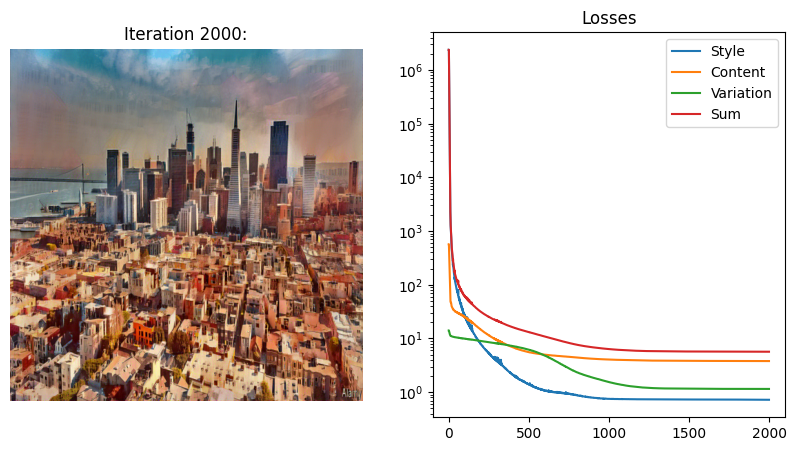 Iteration 2000:
Losses
Style
Content
Variation
Sum
10⁶
10⁵
10⁴
10³
10²
10¹
10⁰
0
500
1000
1500
2000